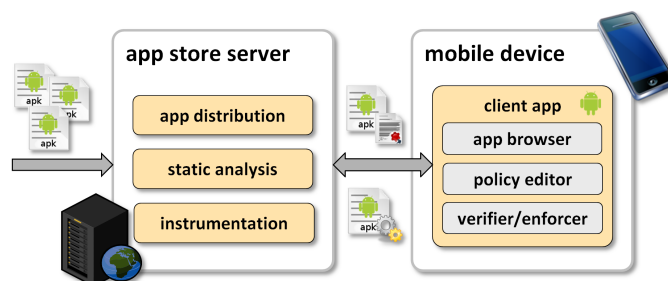 app store server
app distribution
static analysis
instrumentation
apk
apk
apk
apk
apk
mobile device
client app
app browser
policy editor
verifier/enforcer